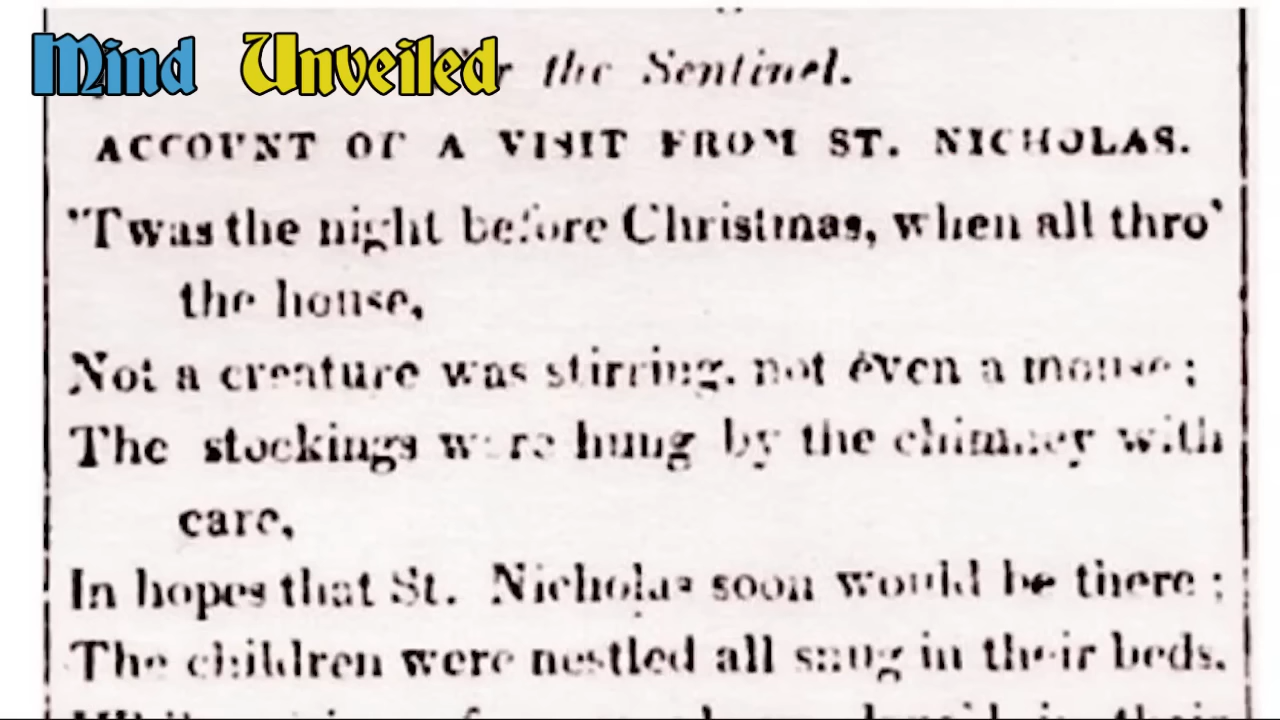 Mind Unveiled
the Sentinel.
ACCOUNT OF A VISIT FROM ST. NICHOLAS.
'Twas the night before Christmas, when all thro'
the house,
Not a creature was stirring, not even a mouse;
The stockings were hung by the chimney with
care,
In hopes that St. Nicholas soon would be there;
The children were nestled all snug in their beds.